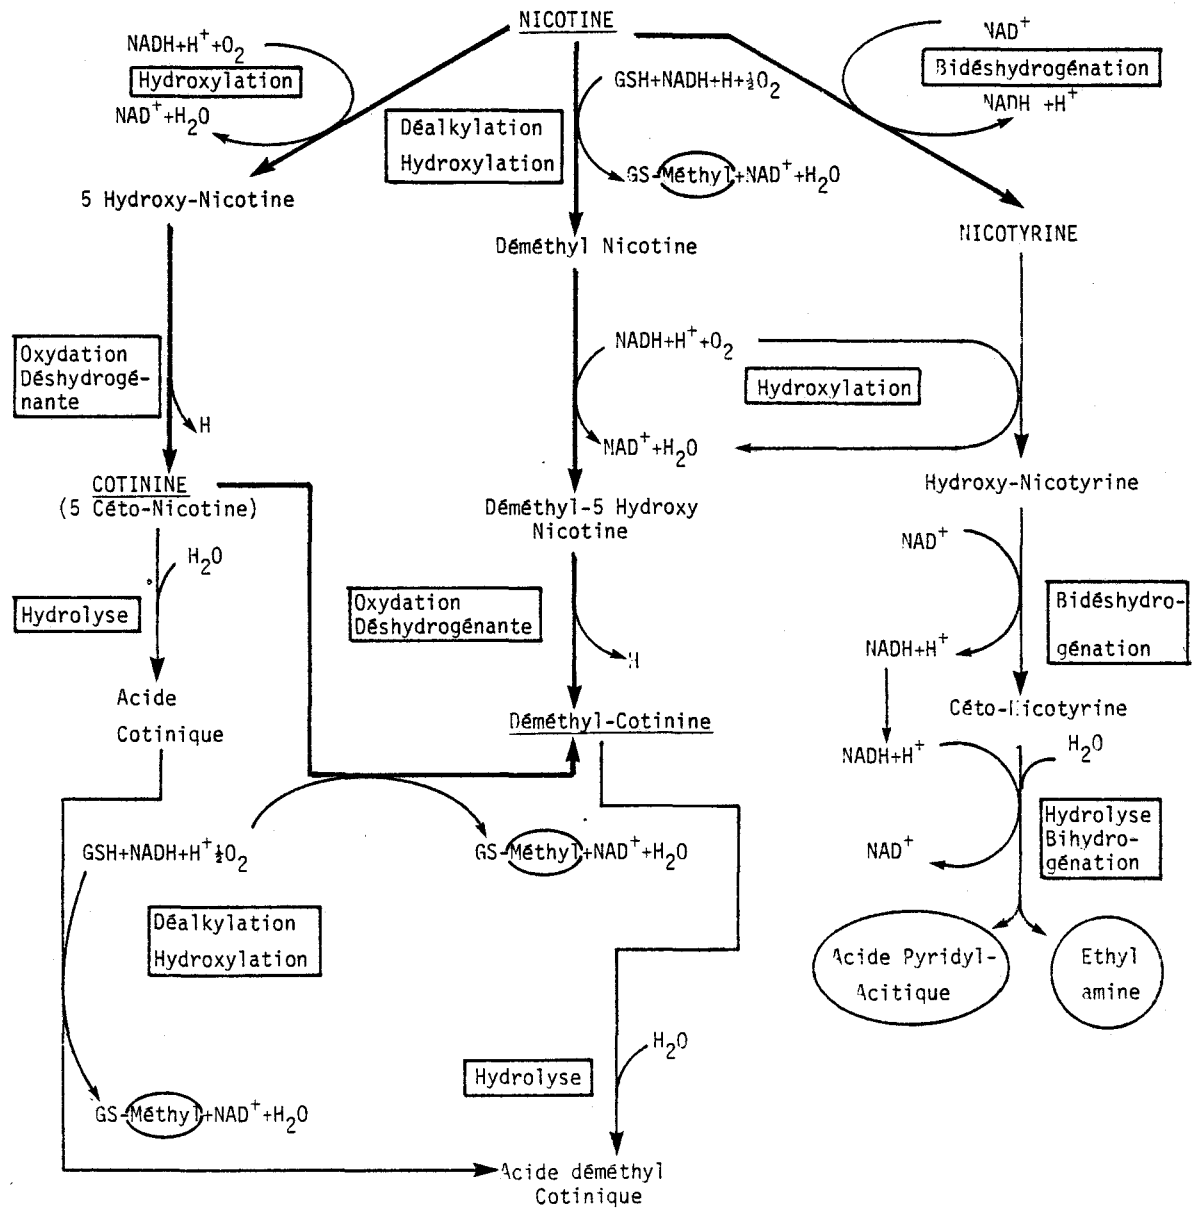 NICOTINE
NADH+H⁺+O₂
Hydroxylation
NAD⁺+H₂O
GSH+NADH+H+½O₂
Déalkylation
Hydroxylation
GS-Méthyl+NAD⁺+H₂O
NAD⁺
Bidéshydrogénation
NADH +H⁺
5 Hydroxy-Nicotine
Déméthyl Nicotine
NICOTYRINE
Oxydation
Déshydrogé-
nante
H
NADH+H⁺+O₂
Hydroxylation
NAD⁺+H₂O
COTININE
(5 Céto-Nicotine)
Déméthyl-5 Hydroxy
Nicotine
Hydroxy-Nicotyrine
H₂O
Hydrolyse
Oxydation
Déshydrogénante
H
NAD⁺
Bidéshydro-
génation
NADH+H⁺
Acide
Cotinique
Déméthyl-Cotinine
Céto-Nicotyrine
NADH+H⁺
H₂O
Hydrolyse
Bihydro-
génation
NAD⁺
GSH+NADH+H⁺½O₂
GS-Méthyl+NAD⁺+H₂O
Déalkylation
Hydroxylation
Acide Pyridyl-
Acitique
Ethyl
amine
H₂O
Hydrolyse
GS-Méthyl+NAD⁺+H₂O
Acide déméthyl
Cotinique